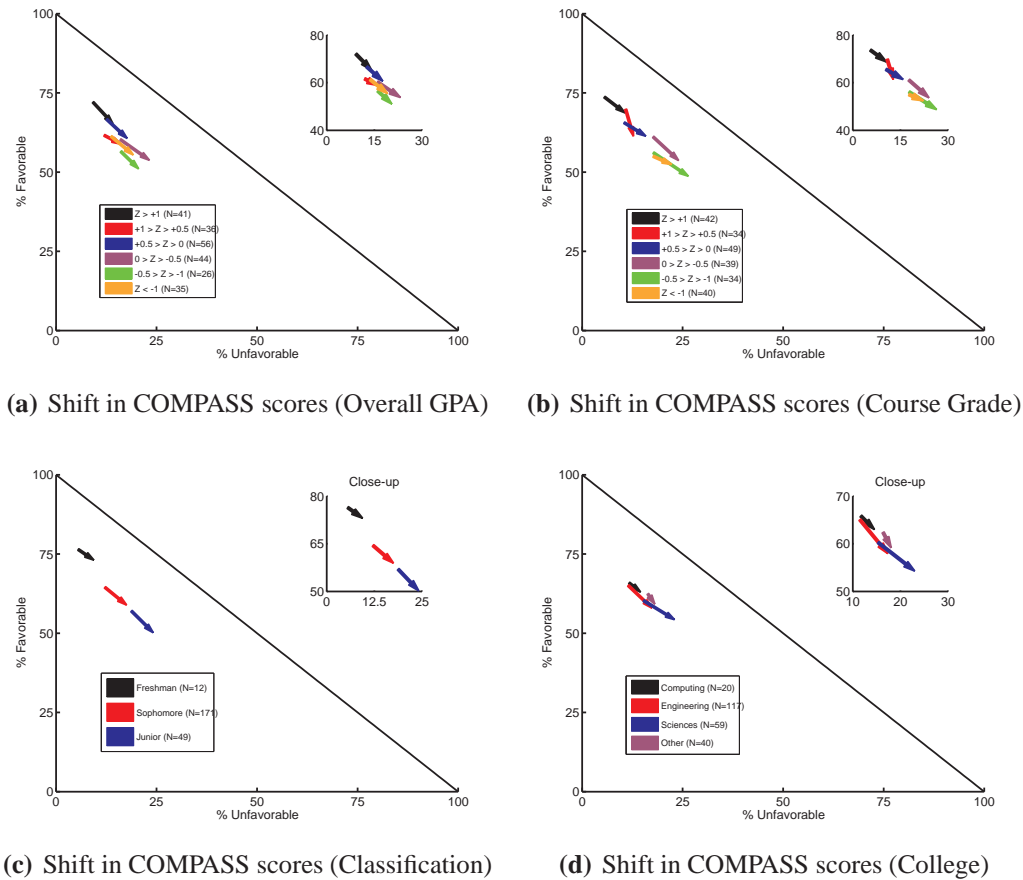 100
75
50
25
0
% Favorable
0
25
50
75
100
% Unfavorable
80
60
40
0
15
30
Z > +1 (N=41)
+1 > Z > +0.5 (N=36)
+0.5 > Z > 0 (N=56)
0 > Z > -0.5 (N=44)
-0.5 > Z > -1 (N=26)
Z < -1 (N=35)
(a) Shift in COMPASS scores (Overall GPA)
100
75
50
25
0
% Favorable
0
25
50
75
100
% Unfavorable
80
60
40
0
15
30
Z > +1 (N=42)
+1 > Z > +0.5 (N=34)
+0.5 > Z > 0 (N=49)
0 > Z > -0.5 (N=39)
-0.5 > Z > -1 (N=34)
Z < -1 (N=40)
(b) Shift in COMPASS scores (Course Grade)
100
75
50
25
0
% Favorable
0
25
50
75
100
% Unfavorable
Close-up
80
65
50
0
12.5
25
Freshman (N=12)
Sophomore (N=171)
Junior (N=49)
(c) Shift in COMPASS scores (Classification)
100
75
50
25
0
% Favorable
0
25
50
75
100
% Unfavorable
Close-up
70
60
50
10
20
30
Computing (N=20)
Engineering (N=117)
Sciences (N=59)
Other (N=40)
(d) Shift in COMPASS scores (College)